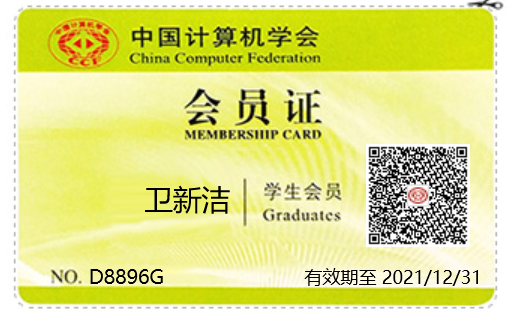 中国计算机学会
China Computer Federation
会员证
MEMBERSHIP CARD
卫新洁
学生会员
Graduates
NO. D8896G
有效期至 2021/12/31
中国计算机学会
CCF